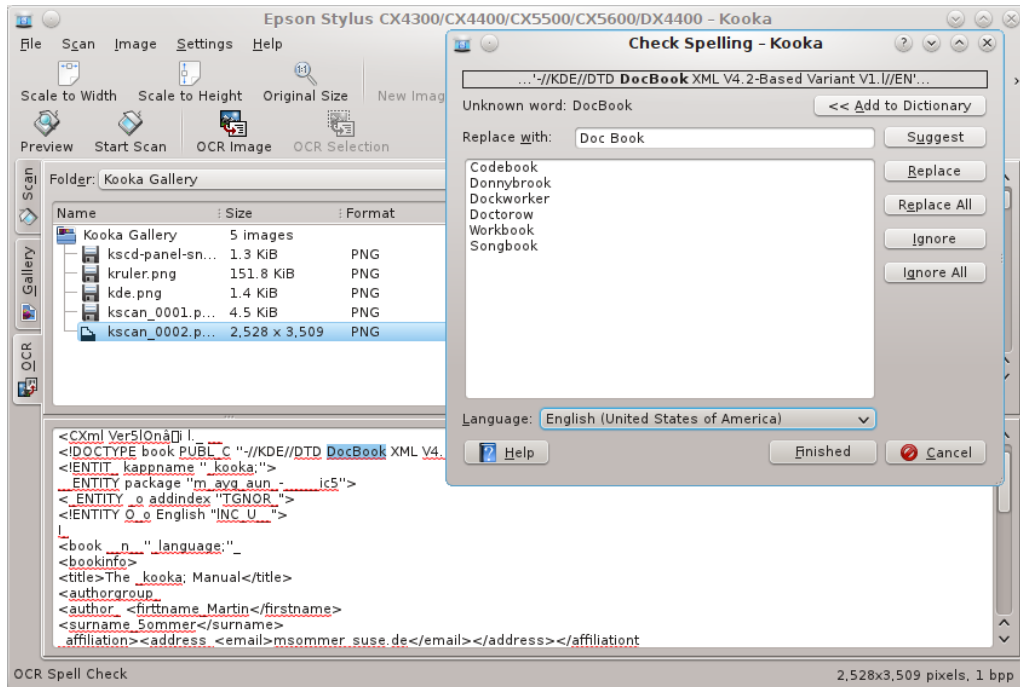 Epson Stylus CX4300/CX4400/CX5500/CX5600/DX4400 – Kooka
File Scan Image Settings Help
Scale to Width Scale to Height Original Size New Imag
Preview Start Scan OCR Image OCR Selection
Scan
Gallery
OCR
Folder: Kooka Gallery
Name Size Format
Kooka Gallery 5 images
kscd-panel-sn... 1.3 KiB PNG
kruler.png 151.8 KiB PNG
kde.png 1.4 KiB PNG
kscan_0001.p... 4.5 KiB PNG
kscan_0002.p... 2,528 x 3,509 PNG
Check Spelling – Kooka
...'-//KDE//DTD DocBook XML V4.2-Based Variant V1.l//EN'...
Unknown word: DocBook << Add to Dictionary
Replace with: Doc Book Suggest
Codebook
Donnybrook
Dockworker
Doctorow
Workbook
Songbook
Replace
Replace All
Ignore
Ignore All
Language: English (United States of America)
Help Finished Cancel
<CXml Ver5lOnâ▯i l._ __
<!DOCTYPE book PUBL_C "-//KDE//DTD DocBook XML V4.
<!ENTIT_ kappname "_kooka;">
__ENTITY package "m_ayg_aun_-______ic5">
<_ENTITY _o addindex "TGNOR_">
<!ENTITY O_o English "lNC_U__">
l_
<book __n__"_language;"_
<bookinfo>
<title>The _kooka; Manual</title>
<authorgroup_
<author_ <firttname_Martin</firstname>
<surname_5ommer</surname>
_affiliation><address_<email>msommer_suse.de</email></address></affiliationt
OCR Spell Check 2,528x3,509 pixels, 1 bpp